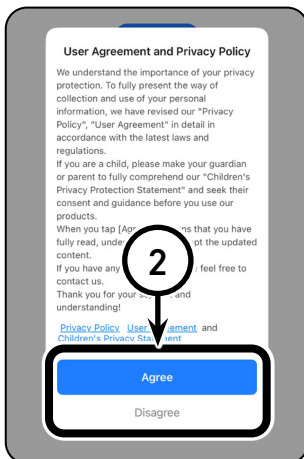 User Agreement and Privacy Policy
We understand the importance of your privacy
protection. To fully present the way of
collection and use of your personal
information, we have revised our "Privacy
Policy", "User Agreement" in detail in
accordance with the latest laws and
regulations.
If you are a child, please make your guardian
or parent to fully comprehend our "Children's
Privacy Protection Statement" and seek their
consent and guidance before you use our
products.
When you tap [Agre ns that you have
fully read, unde pt the updated
content.
If you have any feel free to
contact us.
Thank you for your and
understanding!
2
Privacy Policy User ement and
Children's Privacy Statement
Agree
Disagree